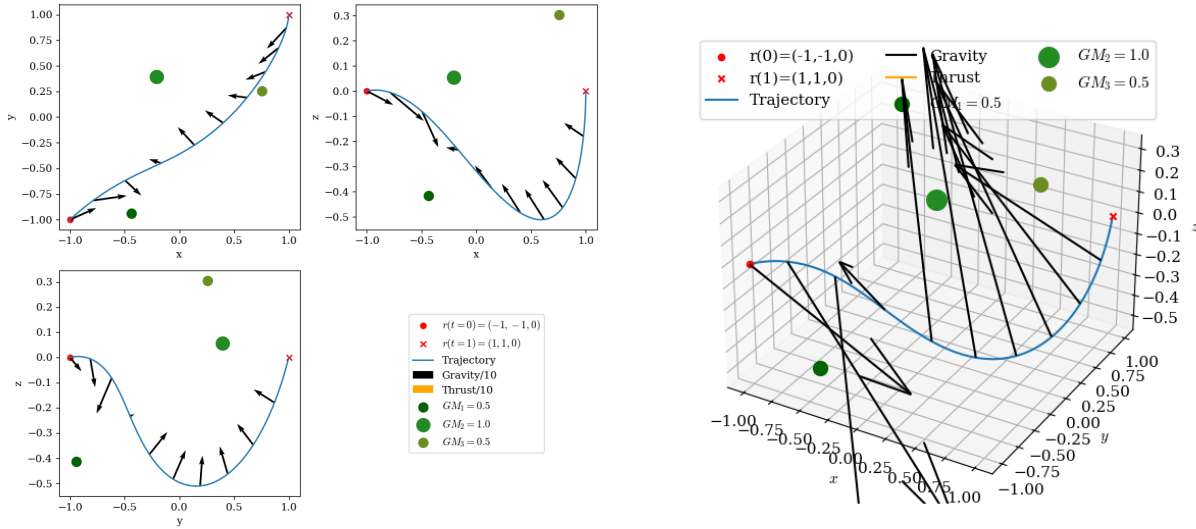 1.00
0.75
0.50
0.25
0.00
−0.25
−0.50
−0.75
−1.00
y
−1.0 −0.5 0.0 0.5 1.0
x
0.3
0.2
0.1
0.0
−0.1
−0.2
−0.3
−0.4
−0.5
z
−1.0 −0.5 0.0 0.5 1.0
x
0.3
0.2
0.1
0.0
−0.1
−0.2
−0.3
−0.4
−0.5
z
−1.0 −0.5 0.0 0.5 1.0
y
r(t=0)=(−1, −1, 0)
r(t=1)=(1, 1, 0)
Trajectory
Gravity/10
Thrust/10
GM₁=0.5
GM₂=1.0
GM₃=0.5
r(0)=(-1,-1,0)
r(1)=(1,1,0)
Trajectory
Gravity
Thrust
GM₁=0.5
GM₂=1.0
GM₃=0.5
0.3
0.2
0.1
0.0
−0.1
−0.2
−0.3
−0.4
−0.5
z
−1.00
−0.75
−0.50
−0.25
0.00
0.25
0.50
0.75
1.00
x
1.00
0.75
0.50
0.25
0.00
−0.25
−0.50
−0.75
−1.00
y